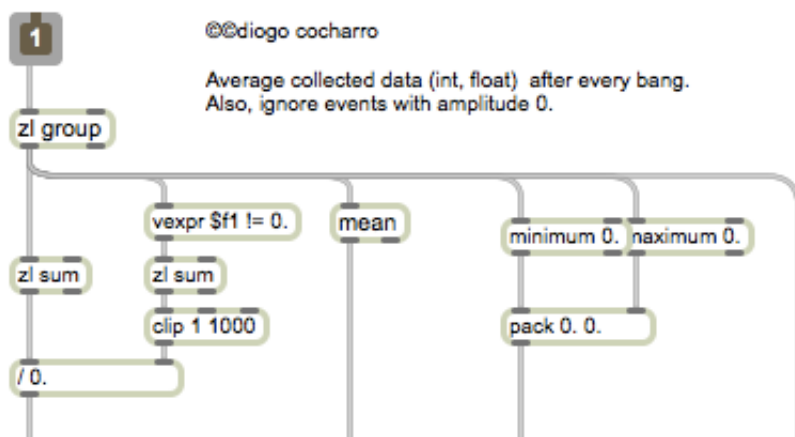 1
©©diogo cocharro
Average collected data (int, float) after every bang.
Also, ignore events with amplitude 0.
zl group
vexpr $f1 != 0.
mean
minimum 0.
naximum 0.
zl sum
zl sum
clip 1 1000
pack 0. 0.
/ 0.